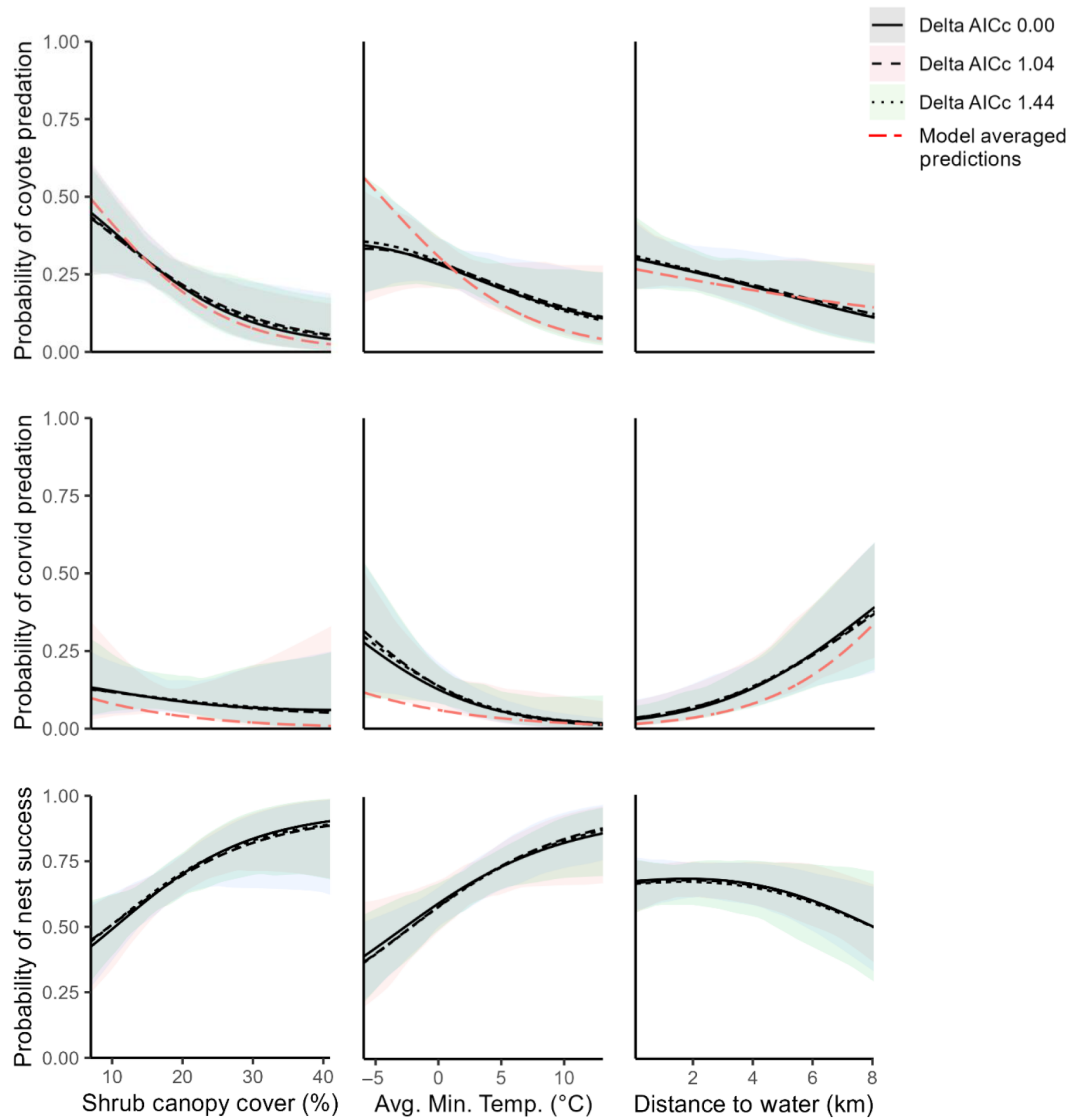 Delta AICc 0.00
Delta AICc 1.04
Delta AICc 1.44
Model averaged
predictions
Probability of coyote predation
1.00
0.75
0.50
0.25
0.00
Probability of corvid predation
1.00
0.75
0.50
0.25
0.00
Probability of nest success
1.00
0.75
0.50
0.25
0.00
10 20 30 40
Shrub canopy cover (%)
–5 0 5 10
Avg. Min. Temp. (°C)
2 4 6 8
Distance to water (km)